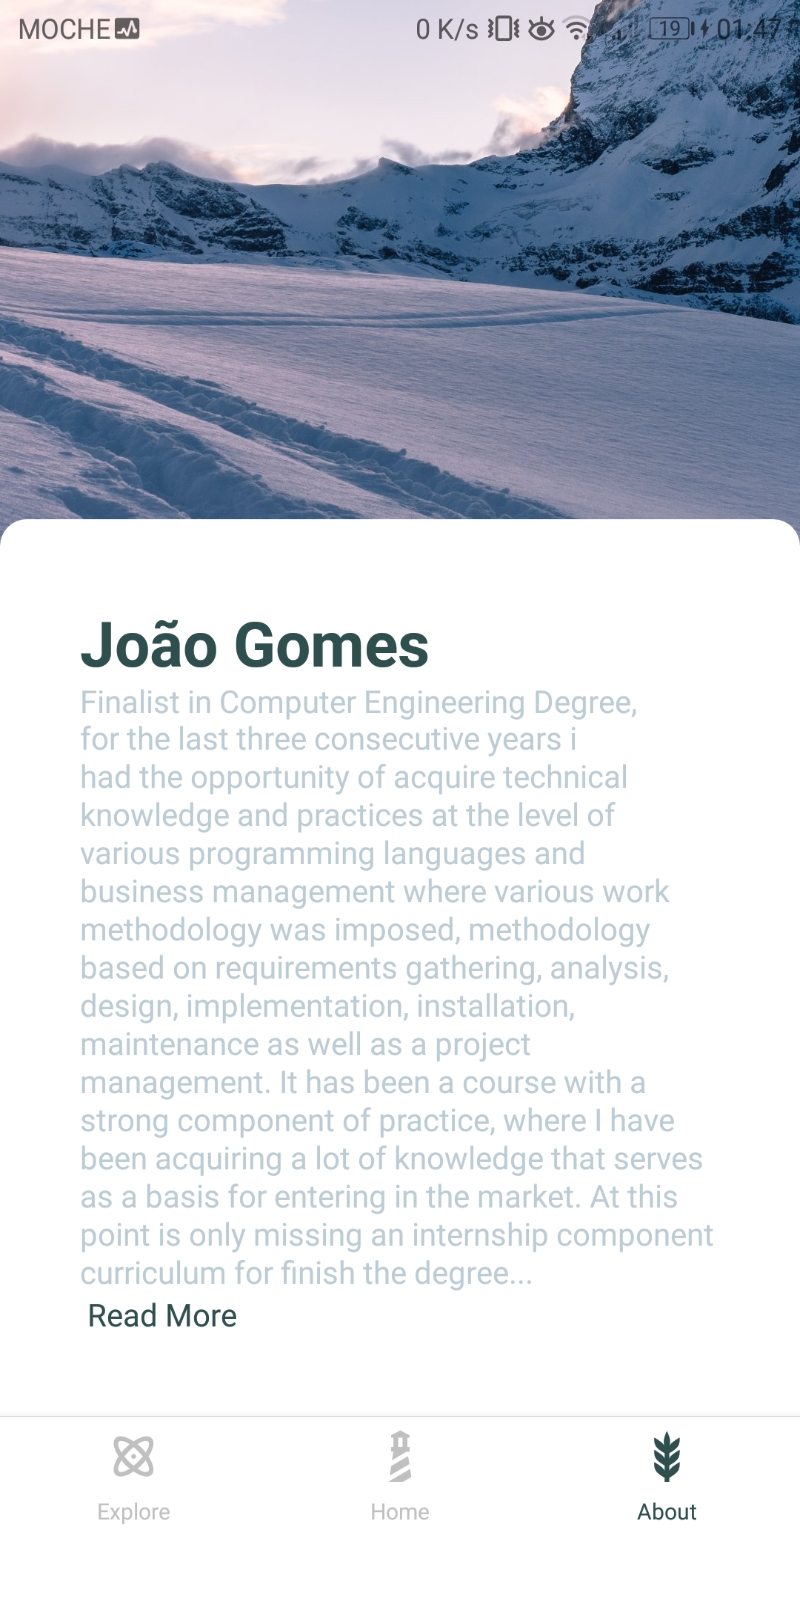 MOCHE 0 K/s 19 01:47
João Gomes
Finalist in Computer Engineering Degree,
for the last three consecutive years i
had the opportunity of acquire technical
knowledge and practices at the level of
various programming languages and
business management where various work
methodology was imposed, methodology
based on requirements gathering, analysis,
design, implementation, installation,
maintenance as well as a project
management. It has been a course with a
strong component of practice, where I have
been acquiring a lot of knowledge that serves
as a basis for entering in the market. At this
point is only missing an internship component
curriculum for finish the degree...
Read More
Explore Home About